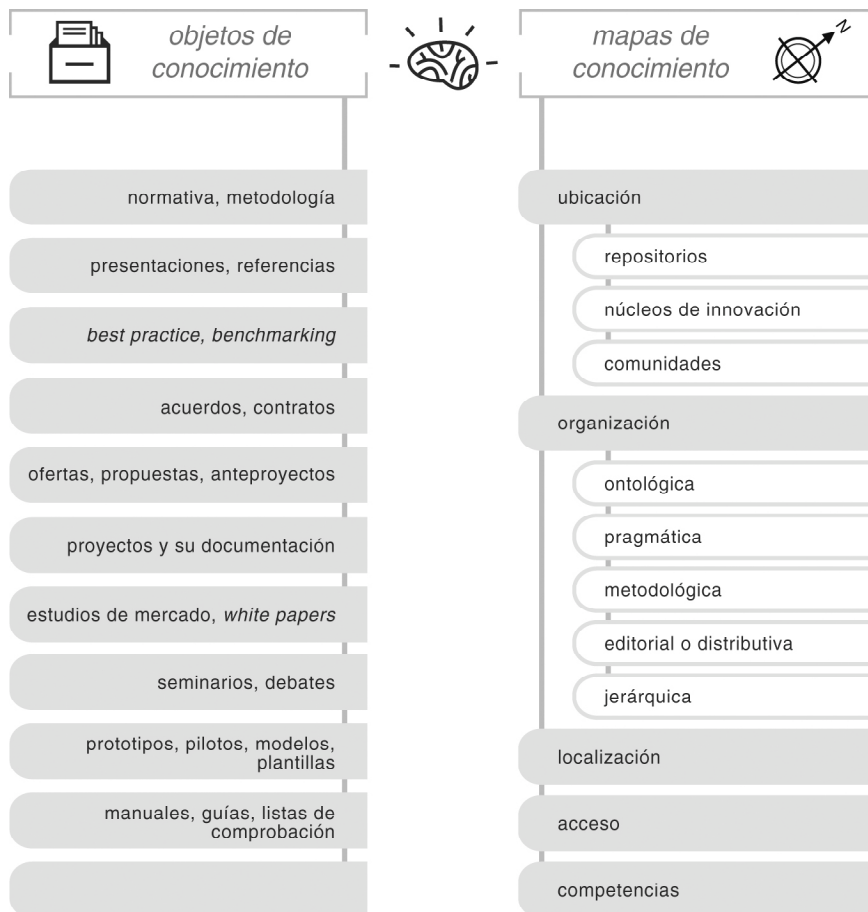 objetos de
conocimiento
mapas de
conocimiento
N
normativa, metodología
presentaciones, referencias
best practice, benchmarking
acuerdos, contratos
ofertas, propuestas, anteproyectos
proyectos y su documentación
estudios de mercado, white papers
seminarios, debates
prototipos, pilotos, modelos,
plantillas
manuales, guías, listas de
comprobación
ubicación
repositorios
núcleos de innovación
comunidades
organización
ontológica
pragmática
metodológica
editorial o distributiva
jerárquica
localización
acceso
competencias